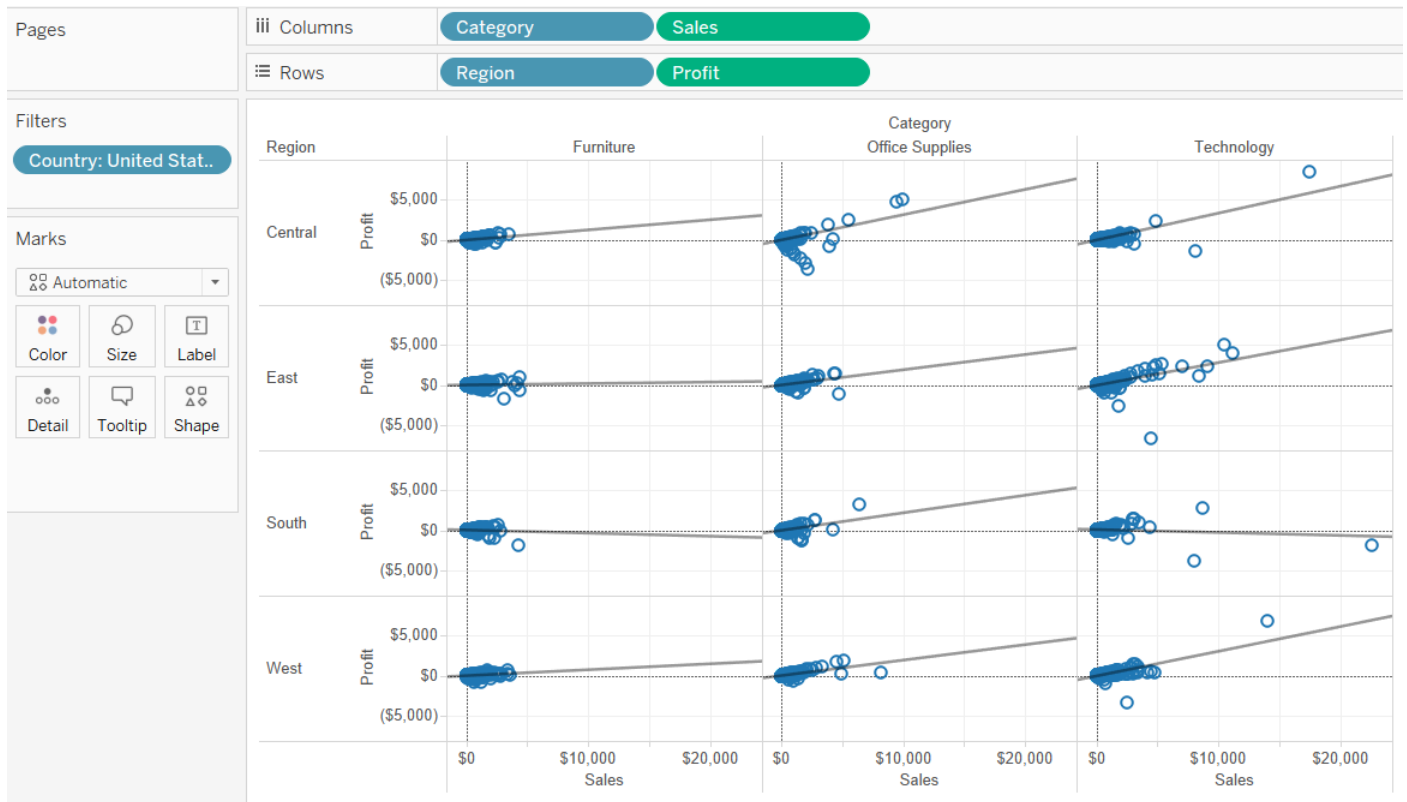 Pages
Columns Category Sales
Rows Region Profit
Filters
Country: United Stat..
Marks
Automatic
Color Size Label
Detail Tooltip Shape
Category
Region Furniture Office Supplies Technology
Central
Profit
$5,000
$0
($5,000)
East
Profit
$5,000
$0
($5,000)
South
Profit
$5,000
$0
($5,000)
West
Profit
$5,000
$0
($5,000)
$0 $10,000 $20,000 $0 $10,000 $20,000 $0 $10,000 $20,000
Sales Sales Sales